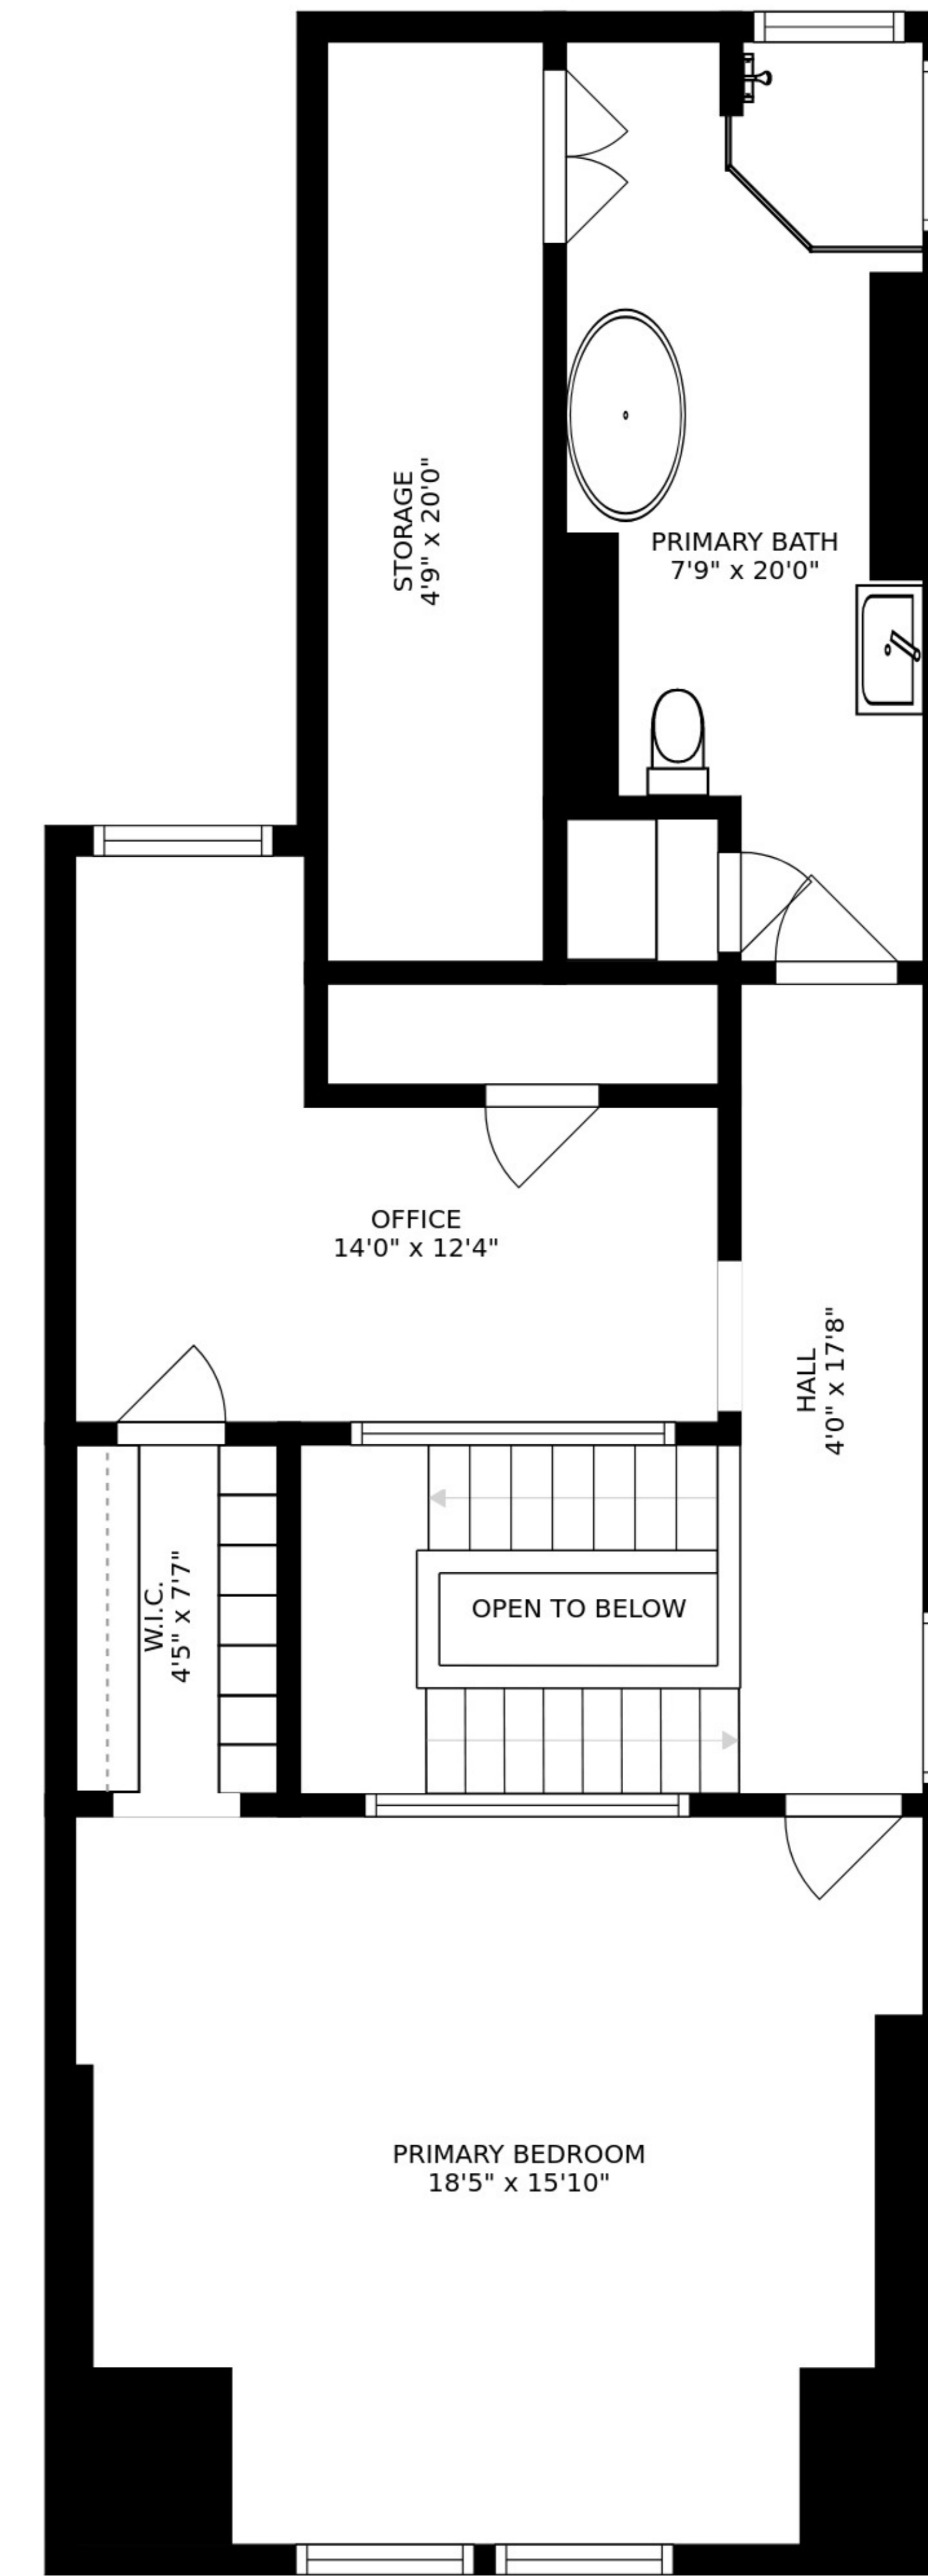 STORAGE
4'9" x 20'0"
PRIMARY BATH
7'9" x 20'0"
OFFICE
14'0" x 12'4"
HALL
4'0" x 17'8"
W.I.C.
4'5" x 7'7"
OPEN TO BELOW
PRIMARY BEDROOM
18'5" x 15'10"